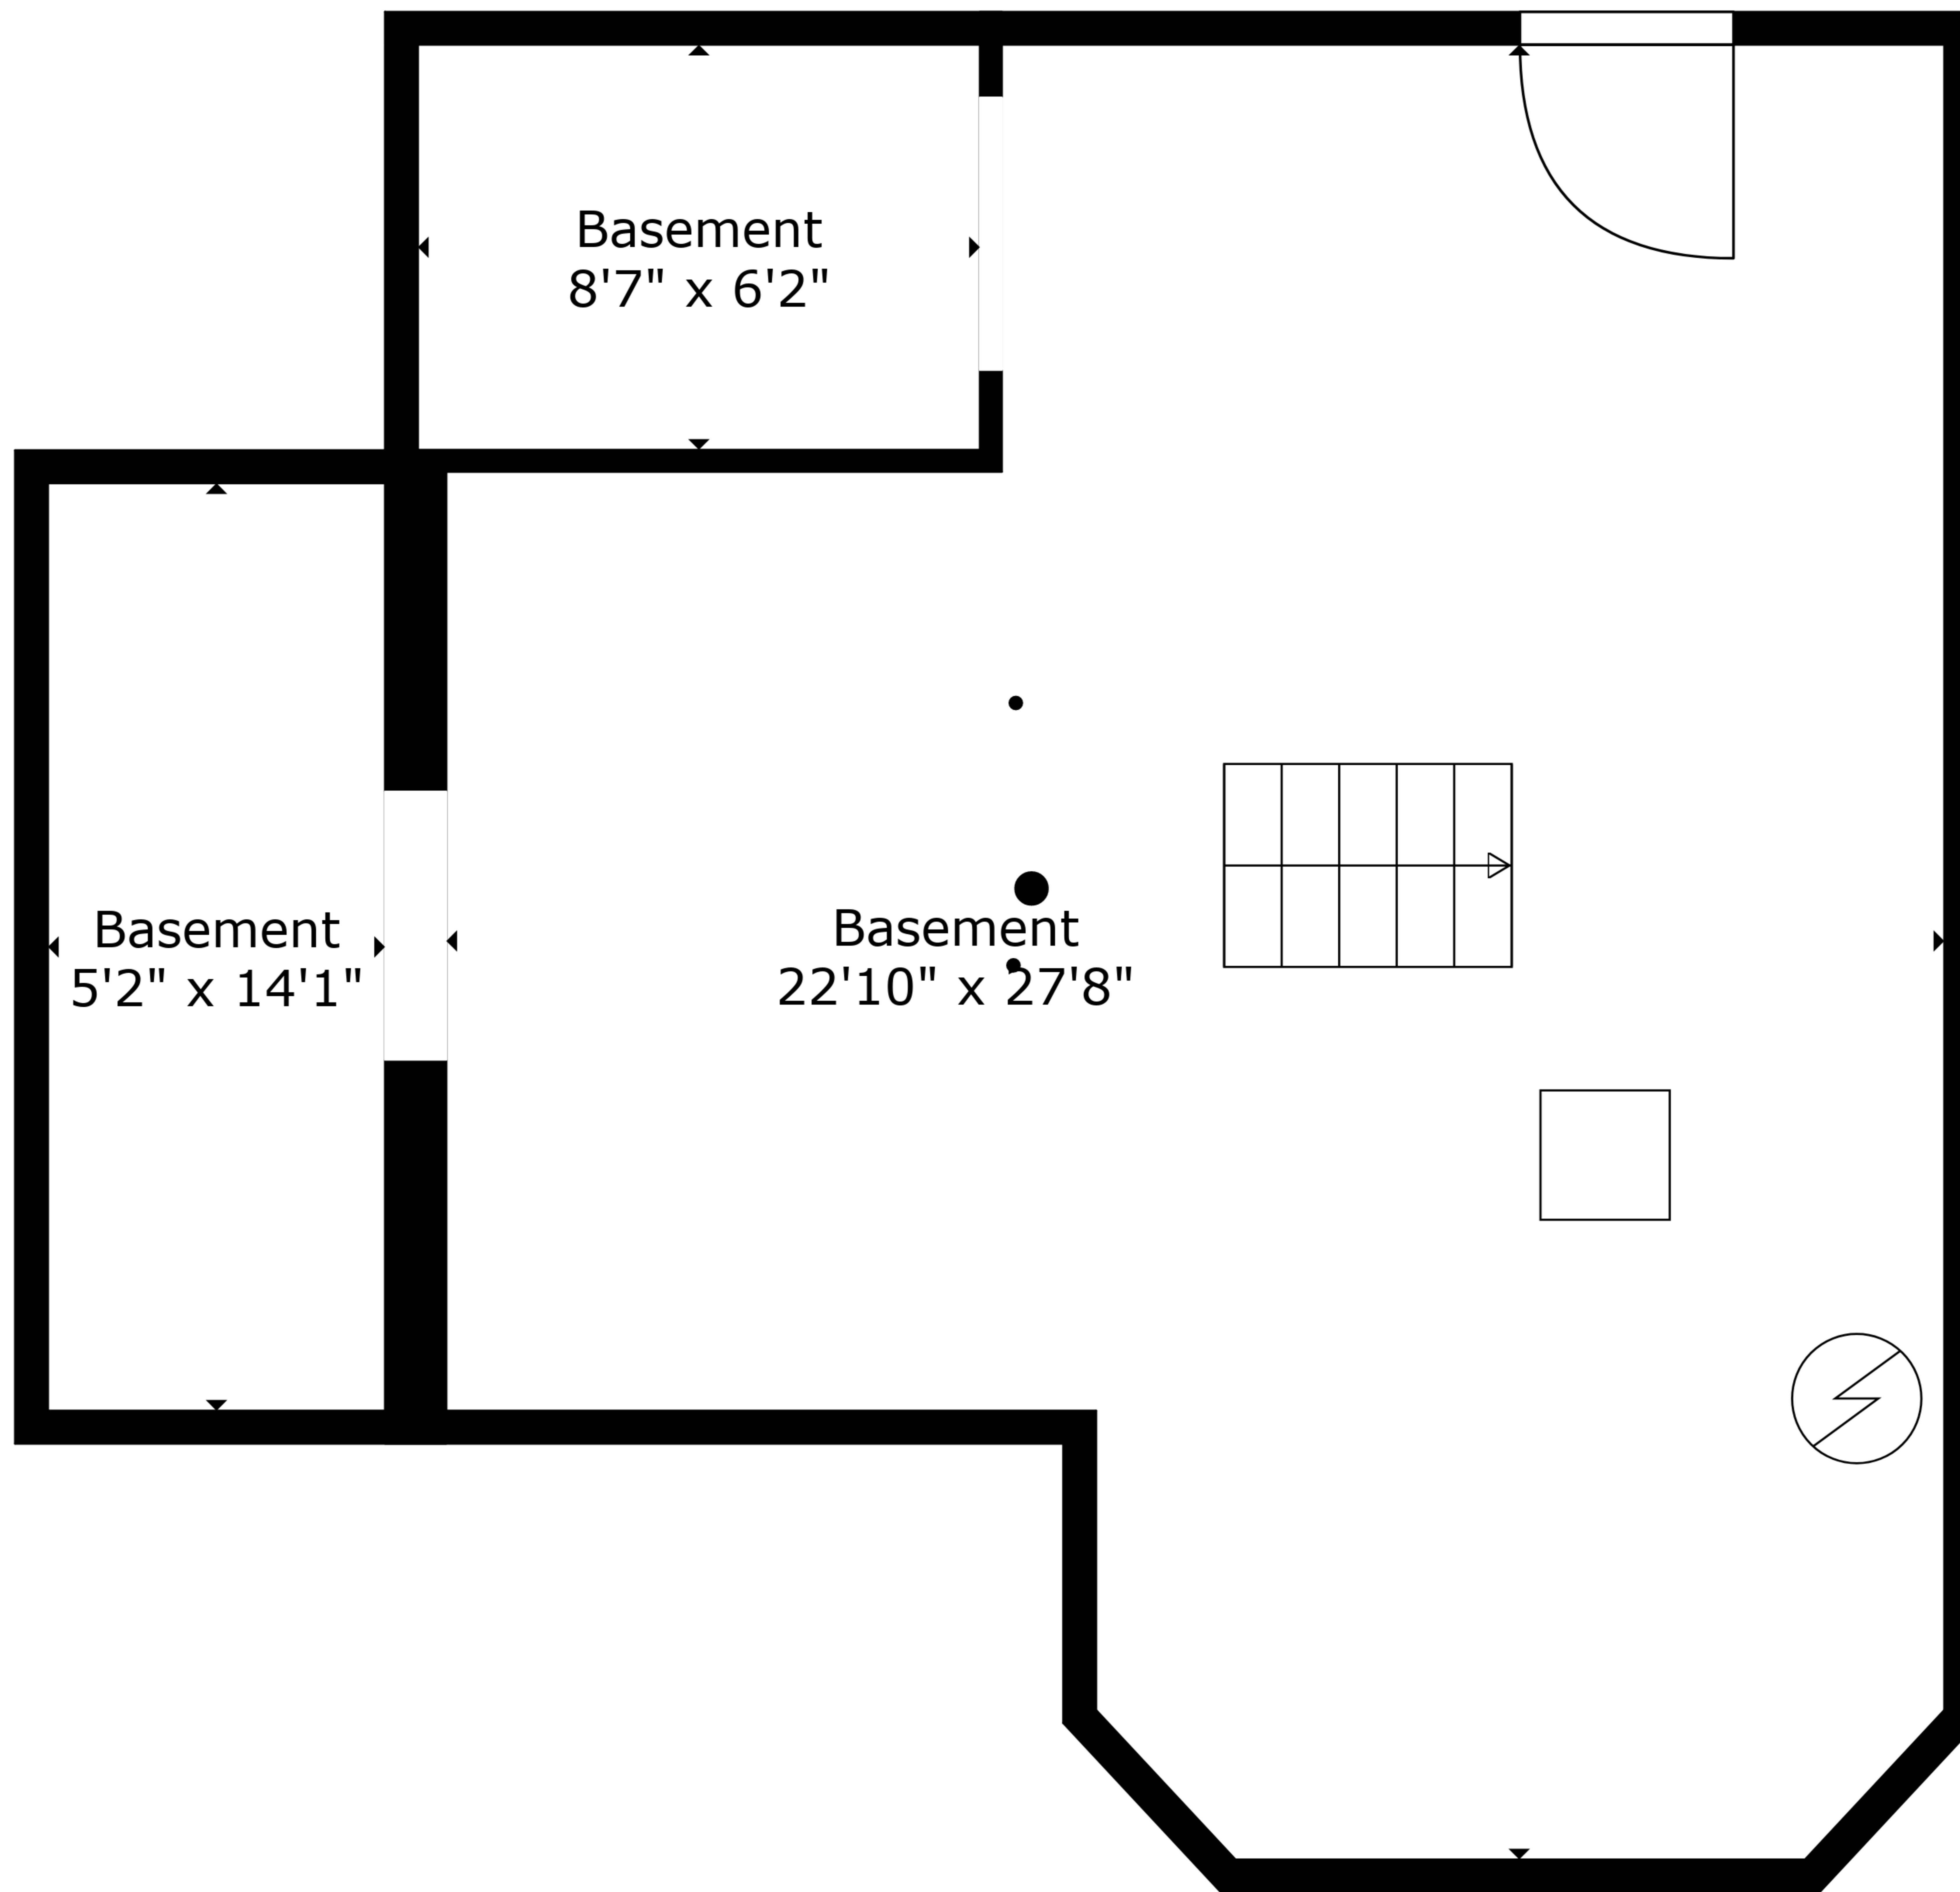 Basement
8'7" x 6'2"
Basement
5'2" x 14'1"
Basement
22'10" x 27'8"